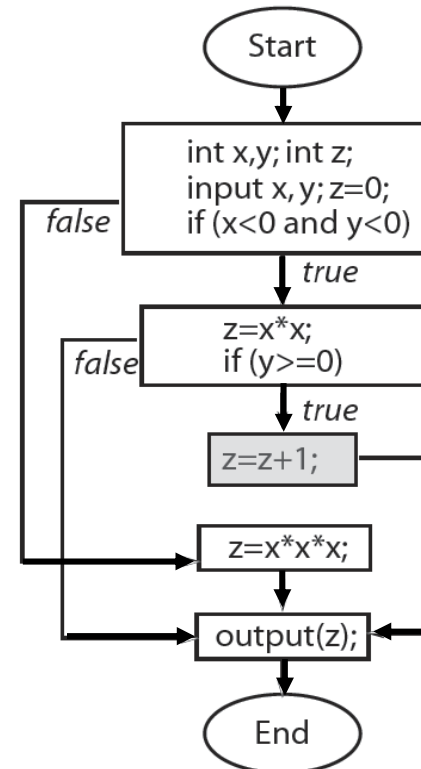 Start
int x,y; int z;
input x, y; z=0;
if (x<0 and y<0)
false
true
z=x*x;
if (y>=0)
false
true
z=z+1;
z=x*x*x;
output(z);
End